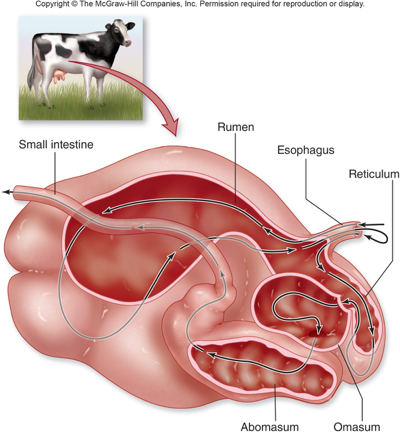 Copyright © The McGraw-Hill Companies, Inc. Permission required for reproduction or display.
Rumen
Small intestine
Esophagus
Reticulum
Abomasum
Omasum